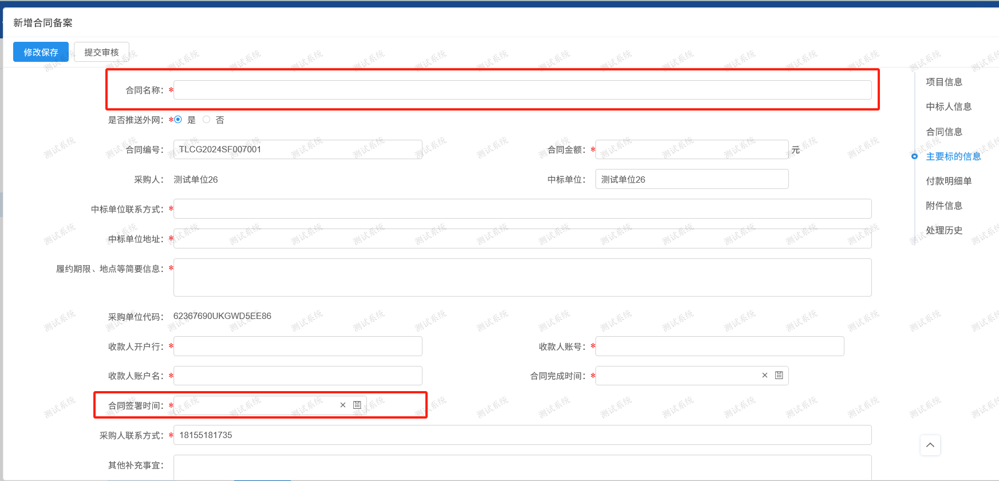 新增合同备案
修改保存 提交审核
合同名称：*
是否推送外网：* 是 否
合同编号： TLCG2024SF007001 合同金额：* 元
采购人： 测试单位26 中标单位： 测试单位26
中标单位联系方式：*
中标单位地址：*
履约期限、地点等简要信息：*
采购单位代码： 62367690UKGWD5EE86
收款人开户行：* 收款人账号：*
收款人账户名：* 合同完成时间：*
合同签署时间：*
采购人联系方式：* 18155181735
其他补充事宜：
项目信息
中标人信息
合同信息
主要标的信息
付款明细单
附件信息
处理历史
测试系统